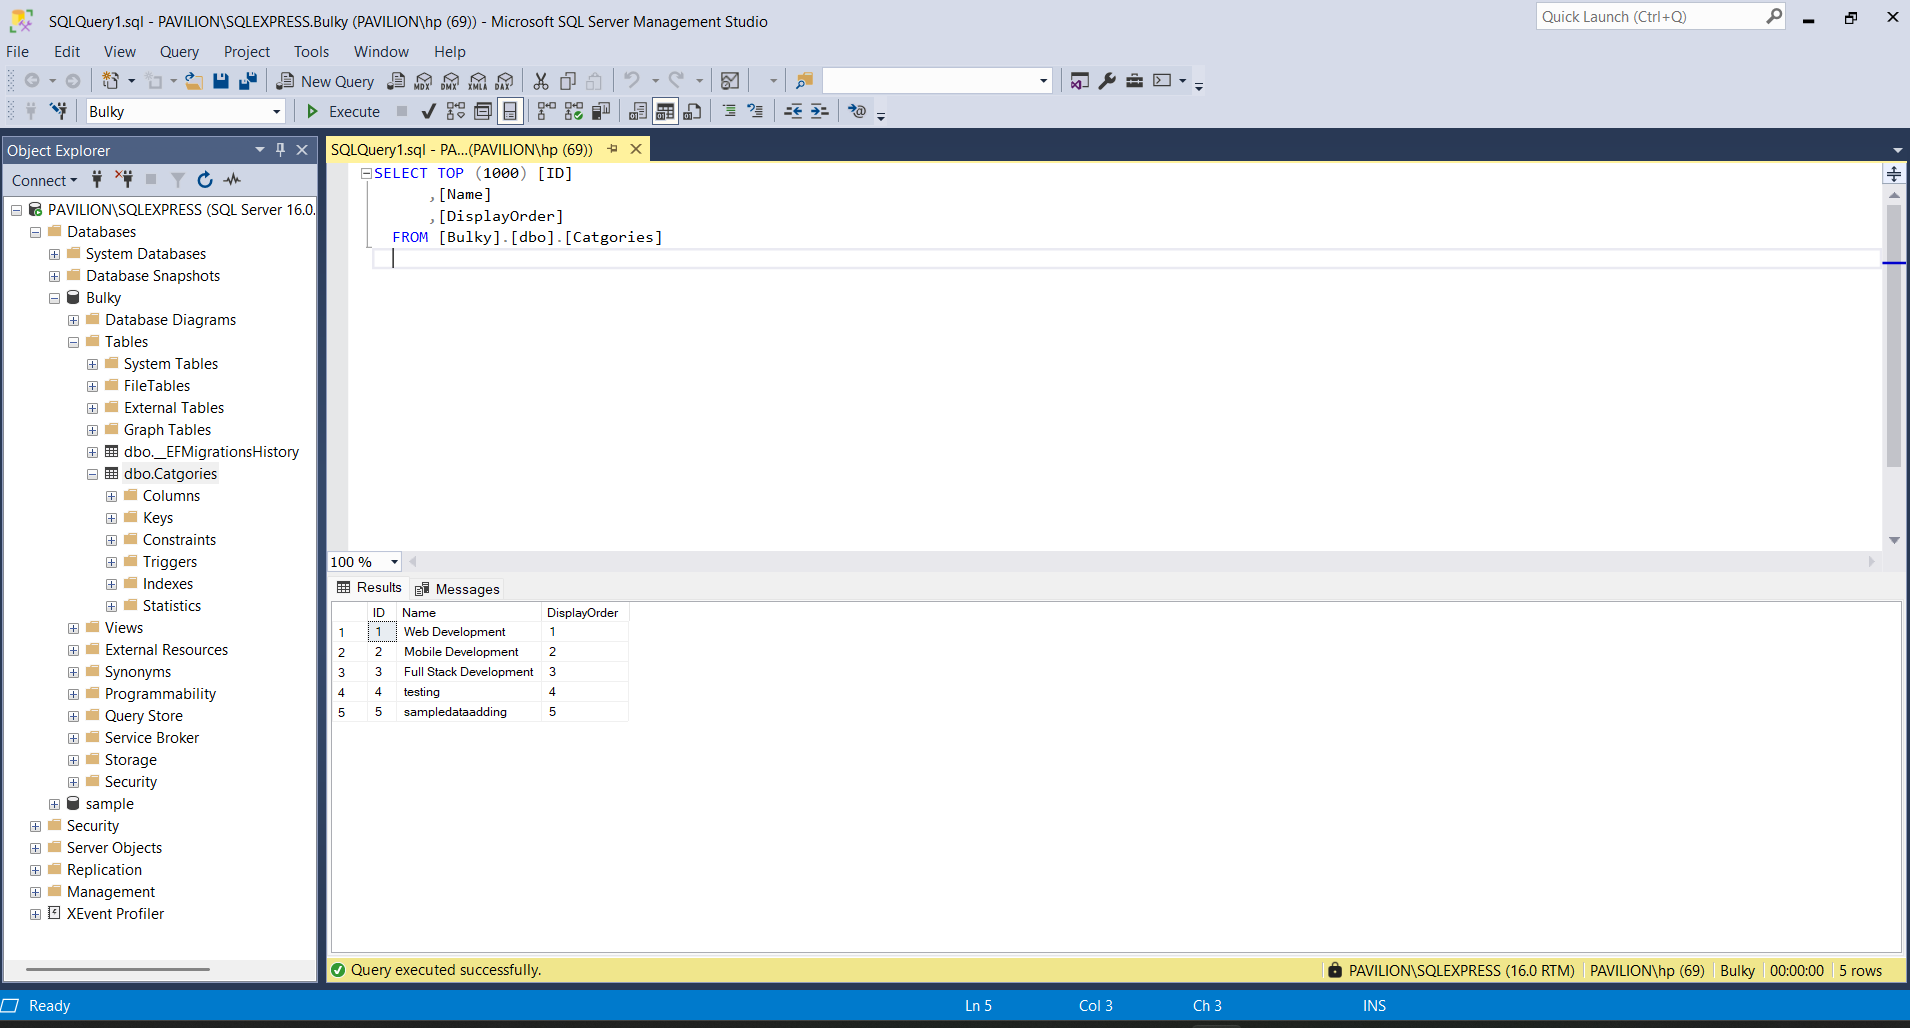 SQLQuery1.sql - PAVILION\SQLEXPRESS.Bulky (PAVILION\hp (69)) - Microsoft SQL Server Management Studio
Quick Launch (Ctrl+Q)
File Edit View Query Project Tools Window Help
New Query MDX DMX XMLA DAX
Bulky Execute
Object Explorer
Connect
PAVILION\SQLEXPRESS (SQL Server 16.0.
Databases
System Databases
Database Snapshots
Bulky
Database Diagrams
Tables
System Tables
FileTables
External Tables
Graph Tables
dbo.__EFMigrationsHistory
dbo.Catgories
Columns
Keys
Constraints
Triggers
Indexes
Statistics
Views
External Resources
Synonyms
Programmability
Query Store
Service Broker
Storage
Security
sample
Security
Server Objects
Replication
Management
XEvent Profiler
SQLQuery1.sql - PA...(PAVILION\hp (69))
SELECT TOP (1000) [ID]
,[Name]
,[DisplayOrder]
FROM [Bulky].[dbo].[Catgories]
100 %
Results Messages
ID Name DisplayOrder
1 1 Web Development 1
2 2 Mobile Development 2
3 3 Full Stack Development 3
4 4 testing 4
5 5 sampledataadding 5
Query executed successfully. PAVILION\SQLEXPRESS (16.0 RTM) PAVILION\hp (69) Bulky 00:00:00 5 rows
Ready Ln 5 Col 3 Ch 3 INS